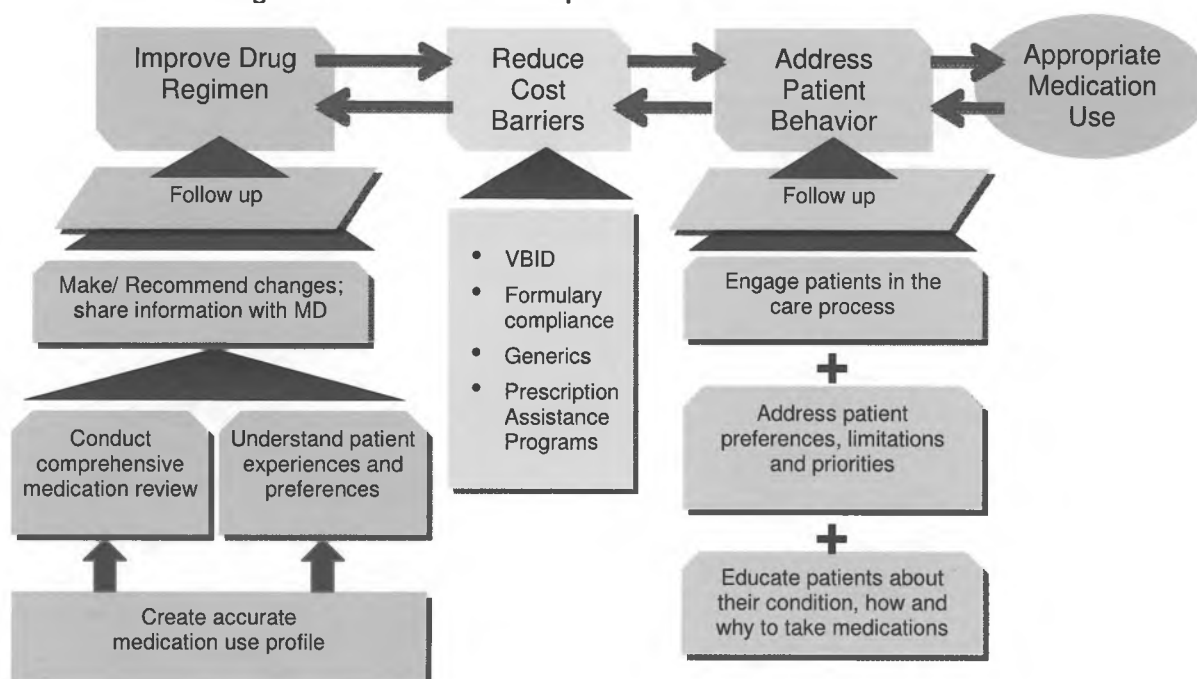 Improve Drug
Regimen
Reduce
Cost
Barriers
Address
Patient
Behavior
Appropriate
Medication
Use
Follow up
Follow up
Make/ Recommend changes;
share information with MD
• VBID
• Formulary
compliance
• Generics
• Prescription
Assistance
Programs
Engage patients in the
care process
+
Address patient
preferences, limitations
and priorities
+
Educate patients about
their condition, how and
why to take medications
Conduct
comprehensive
medication review
Understand patient
experiences and
preferences
Create accurate
medication use profile